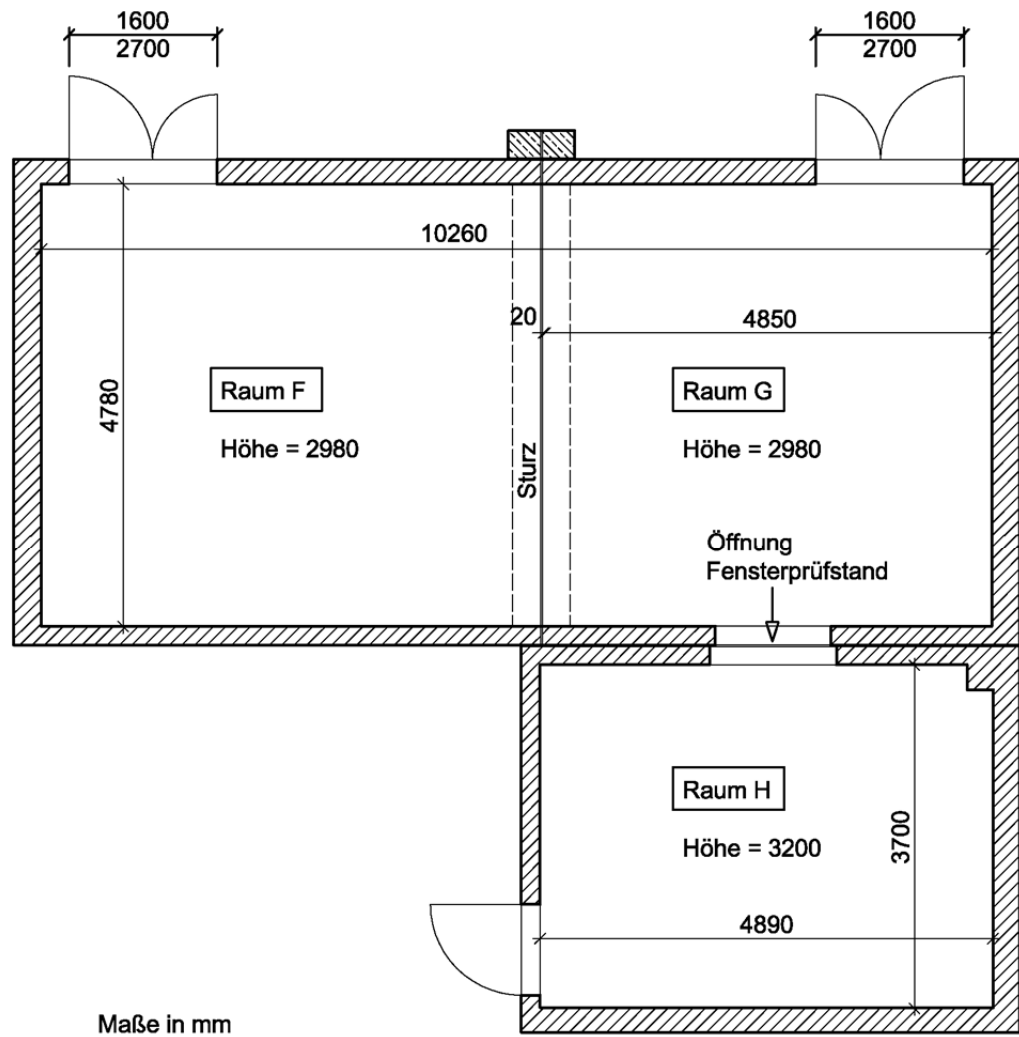 1600
2700
1600
2700
10260
20
4850
4780
Raum F
Höhe = 2980
Raum G
Höhe = 2980
Sturz
Öffnung
Fensterprüfstand
Raum H
Höhe = 3200
3700
4890
Maße in mm